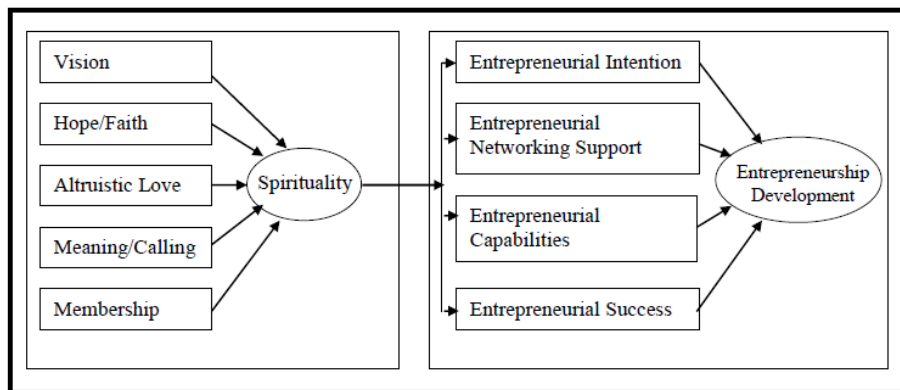 Vision
Hope/Faith
Altruistic Love
Meaning/Calling
Membership
Spirituality
Entrepreneurial Intention
Entrepreneurial
Networking Support
Entrepreneurial
Capabilities
Entrepreneurial Success
Entrepreneurship
Development